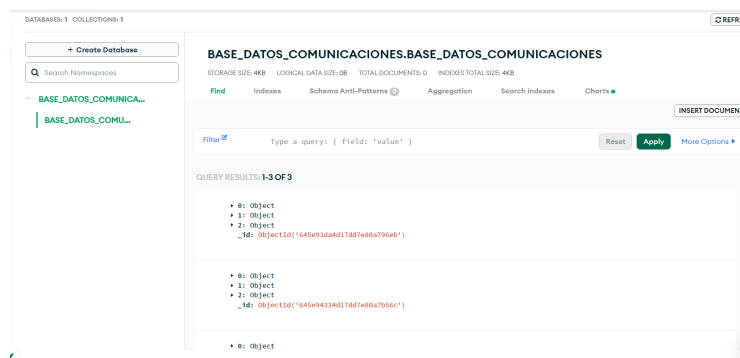 DATABASES: 1 COLLECTIONS: 1
REFR
+ Create Database
Search Namespaces
BASE_DATOS_COMUNICA...
BASE_DATOS_COMU...
BASE_DATOS_COMUNICACIONES.BASE_DATOS_COMUNICACIONES
STORAGE SIZE: 4KB LOGICAL DATA SIZE: 0B TOTAL DOCUMENTS: 0 INDEXES TOTAL SIZE: 4KB
Find Indexes Schema Anti-Patterns 0 Aggregation Search Indexes Charts
INSERT DOCUMEN
Filter Type a query: { field: 'value' } Reset Apply More Options
QUERY RESULTS: 1-3 OF 3
0: Object
1: Object
2: Object
_id: ObjectId('645e93da4d17dd7e80a796eb')
0: Object
1: Object
2: Object
_id: ObjectId('645e94334d17dd7e80a7b56c')
0: Object